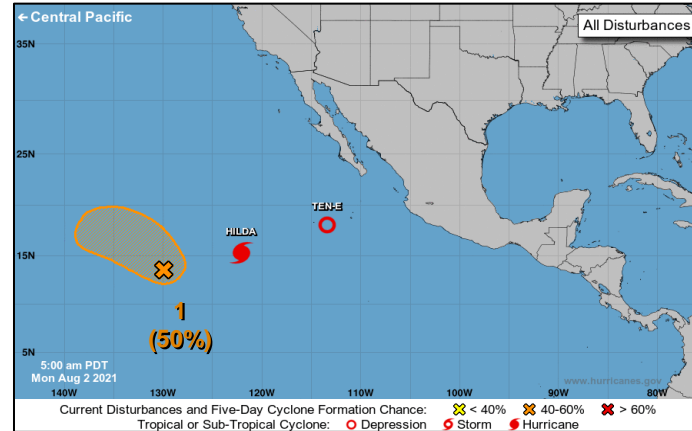 ← Central Pacific
All Disturbances
35N
25N
TEN-E
HILDA
15N
1
(50%)
5N
5:00 am PDT
Mon Aug 2 2021
www.hurricanes.gov
140W 130W 120W 110W 100W 90W 80W
Current Disturbances and Five-Day Cyclone Formation Chance: < 40% 40-60% > 60%
Tropical or Sub-Tropical Cyclone: Depression Storm Hurricane